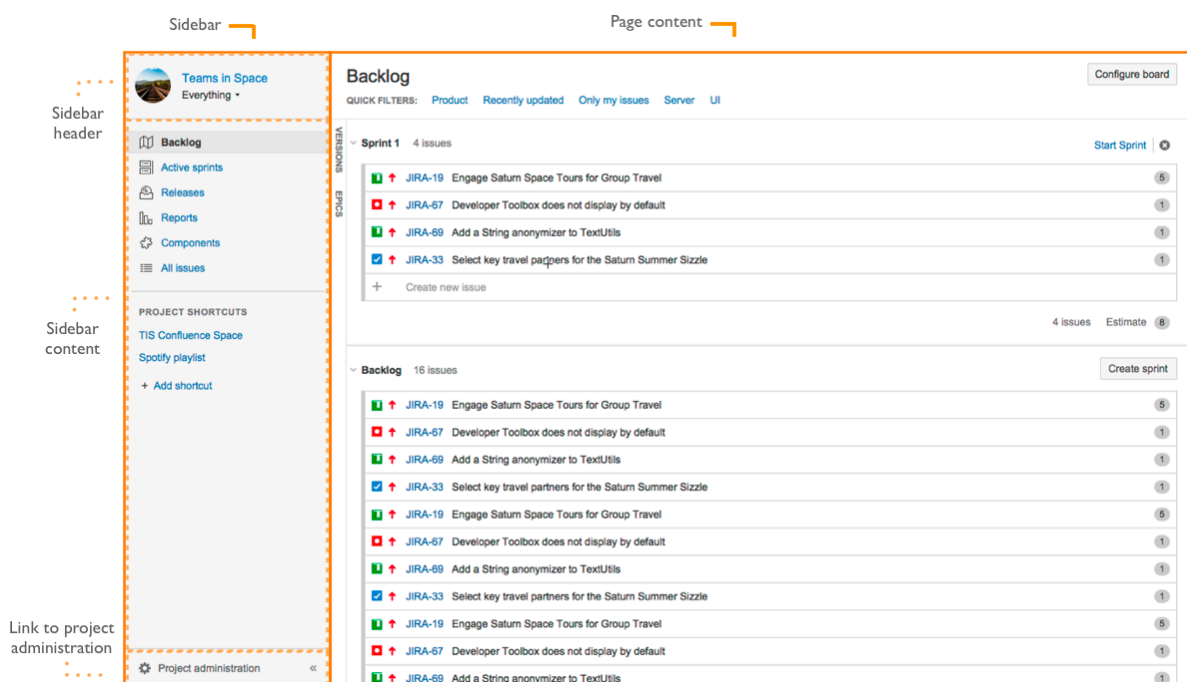 Sidebar
Page content
Sidebar header
Sidebar content
Link to project administration
Teams in Space
Everything
Backlog
Active sprints
Releases
Reports
Components
All issues
PROJECT SHORTCUTS
TIS Confluence Space
Spotify playlist
+ Add shortcut
Project administration «
Backlog
Configure board
QUICK FILTERS: Product Recently updated Only my issues Server UI
VERSIONS
EPICS
Sprint 1 4 issues Start Sprint
JIRA-19 Engage Saturn Space Tours for Group Travel 5
JIRA-67 Developer Toolbox does not display by default 1
JIRA-69 Add a String anonymizer to TextUtils 1
JIRA-33 Select key travel partners for the Saturn Summer Sizzle 1
+ Create new issue
4 issues Estimate 8
Backlog 16 issues Create sprint
JIRA-19 Engage Saturn Space Tours for Group Travel 5
JIRA-67 Developer Toolbox does not display by default 1
JIRA-69 Add a String anonymizer to TextUtils 1
JIRA-33 Select key travel partners for the Saturn Summer Sizzle 1
JIRA-19 Engage Saturn Space Tours for Group Travel 5
JIRA-67 Developer Toolbox does not display by default 1
JIRA-69 Add a String anonymizer to TextUtils 1
JIRA-33 Select key travel partners for the Saturn Summer Sizzle 1
JIRA-19 Engage Saturn Space Tours for Group Travel 5
JIRA-67 Developer Toolbox does not display by default 1
JIRA-69 Add a String anonymizer to TextUtils 1